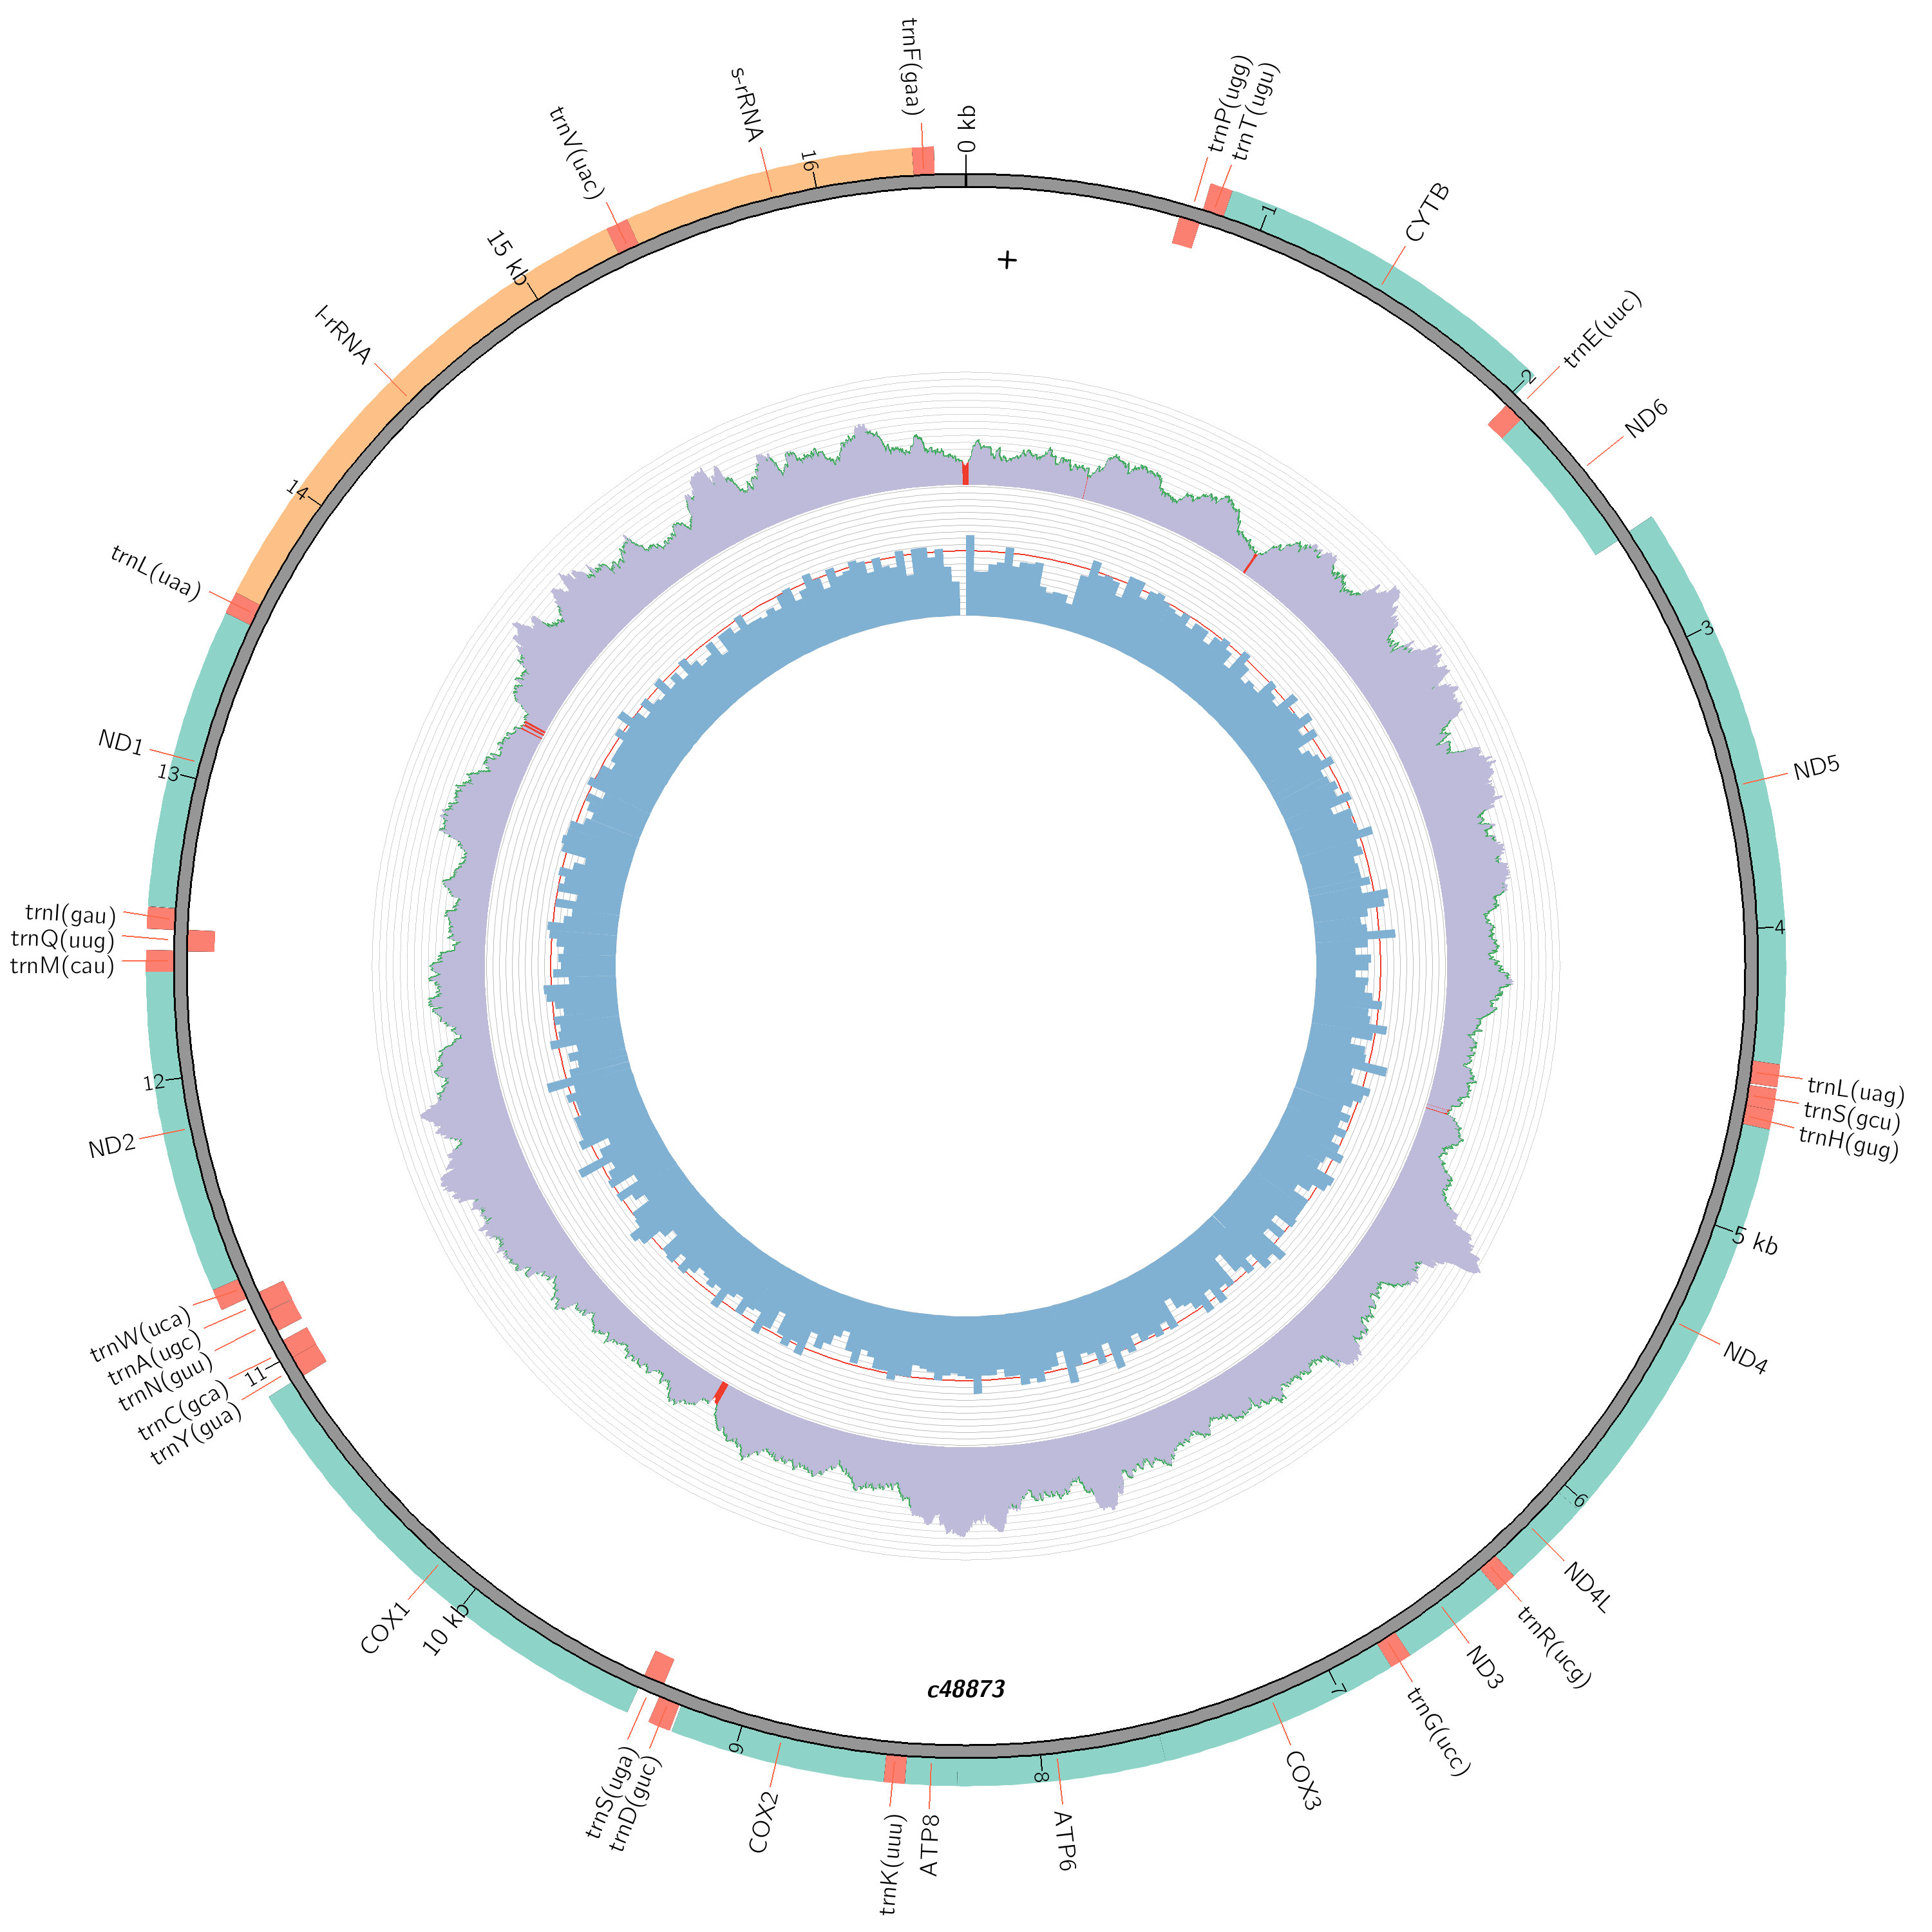 0 kb
trnP(ugg)
trnT(ugu)
1
CYTB
2
trnE(uuc)
ND6
3
ND5
4
trnL(uag)
trnS(gcu)
trnH(gug)
5 kb
ND4
6
ND4L
trnR(ucg)
ND3
trnG(ucc)
7
COX3
8
ATP6
ATP8
trnK(uuu)
COX2
9
trnD(guc)
trnS(uga)
10 kb
COX1
trnY(gua)
trnC(gca)
11
trnN(guu)
trnA(ugc)
trnW(uca)
ND2
12
trnM(cau)
trnQ(uug)
trnI(gau)
13
ND1
trnL(uaa)
14
l-rRNA
15 kb
trnV(uac)
s-rRNA
16
trnF(gaa)
+
c48873